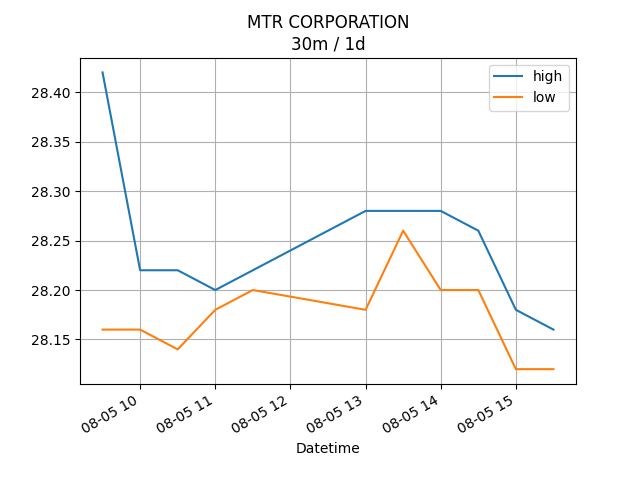 MTR CORPORATION
30m / 1d
high
low
28.40
28.35
28.30
28.25
28.20
28.15
08-05 10
08-05 11
08-05 12
08-05 13
08-05 14
08-05 15
Datetime